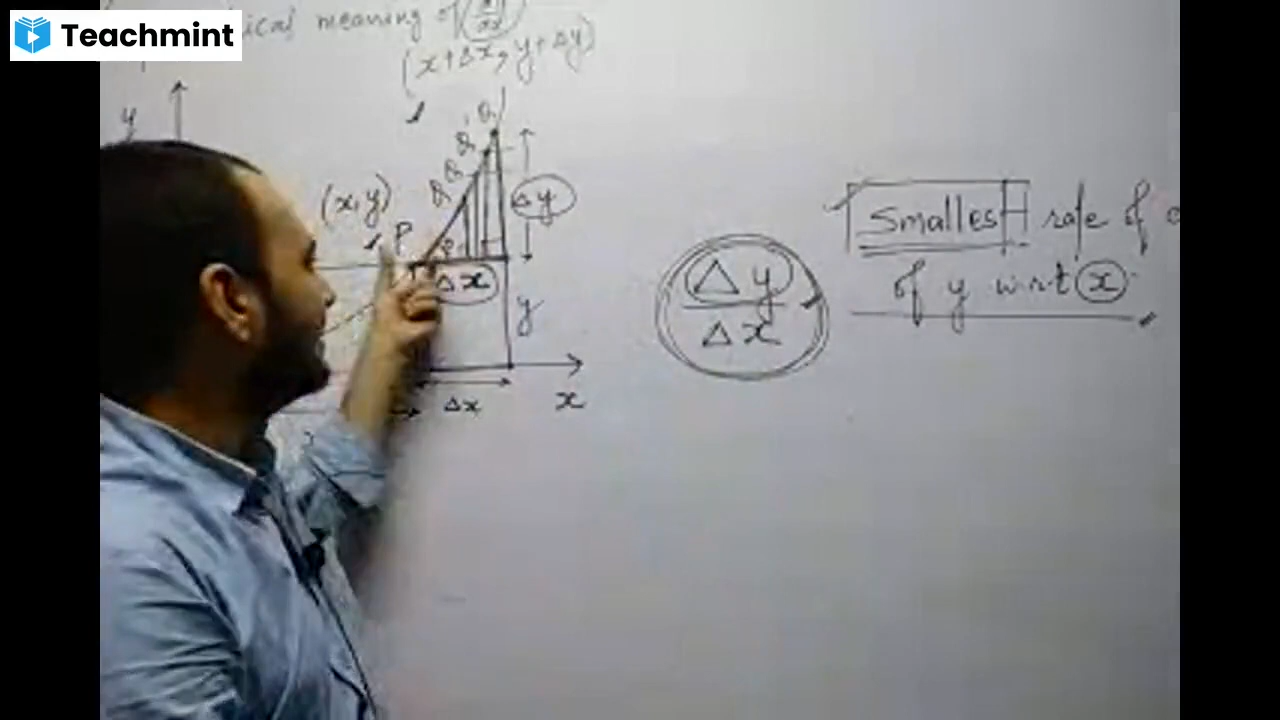 Teachmint
meaning of
(x+Δx, y+Δy)
y
Q
Q
Q
Q
(x, y)
P
Δy
Δx
y
Δx
x
Δy
Δx
Smallest rate of
of y w.r.t x